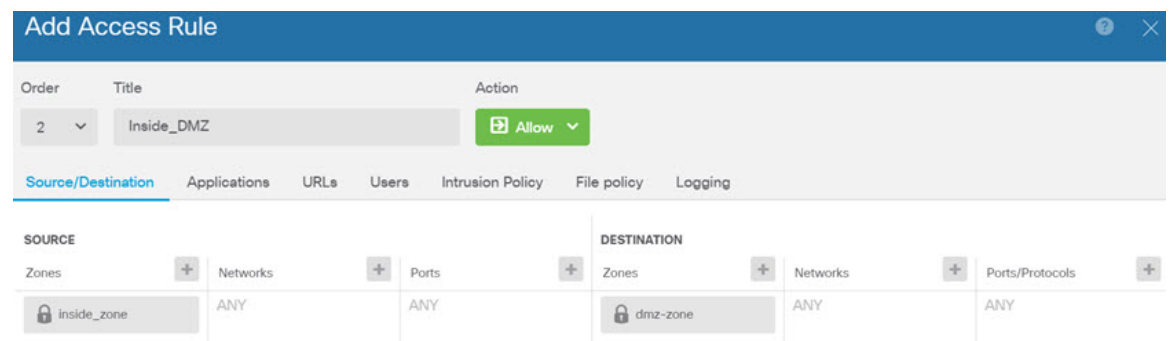 Add Access Rule ?
Order Title Action
2 Inside_DMZ Allow
Source/Destination Applications URLs Users Intrusion Policy File policy Logging
SOURCE DESTINATION
Zones + Networks + Ports + Zones + Networks + Ports/Protocols +
inside_zone ANY ANY dmz-zone ANY ANY